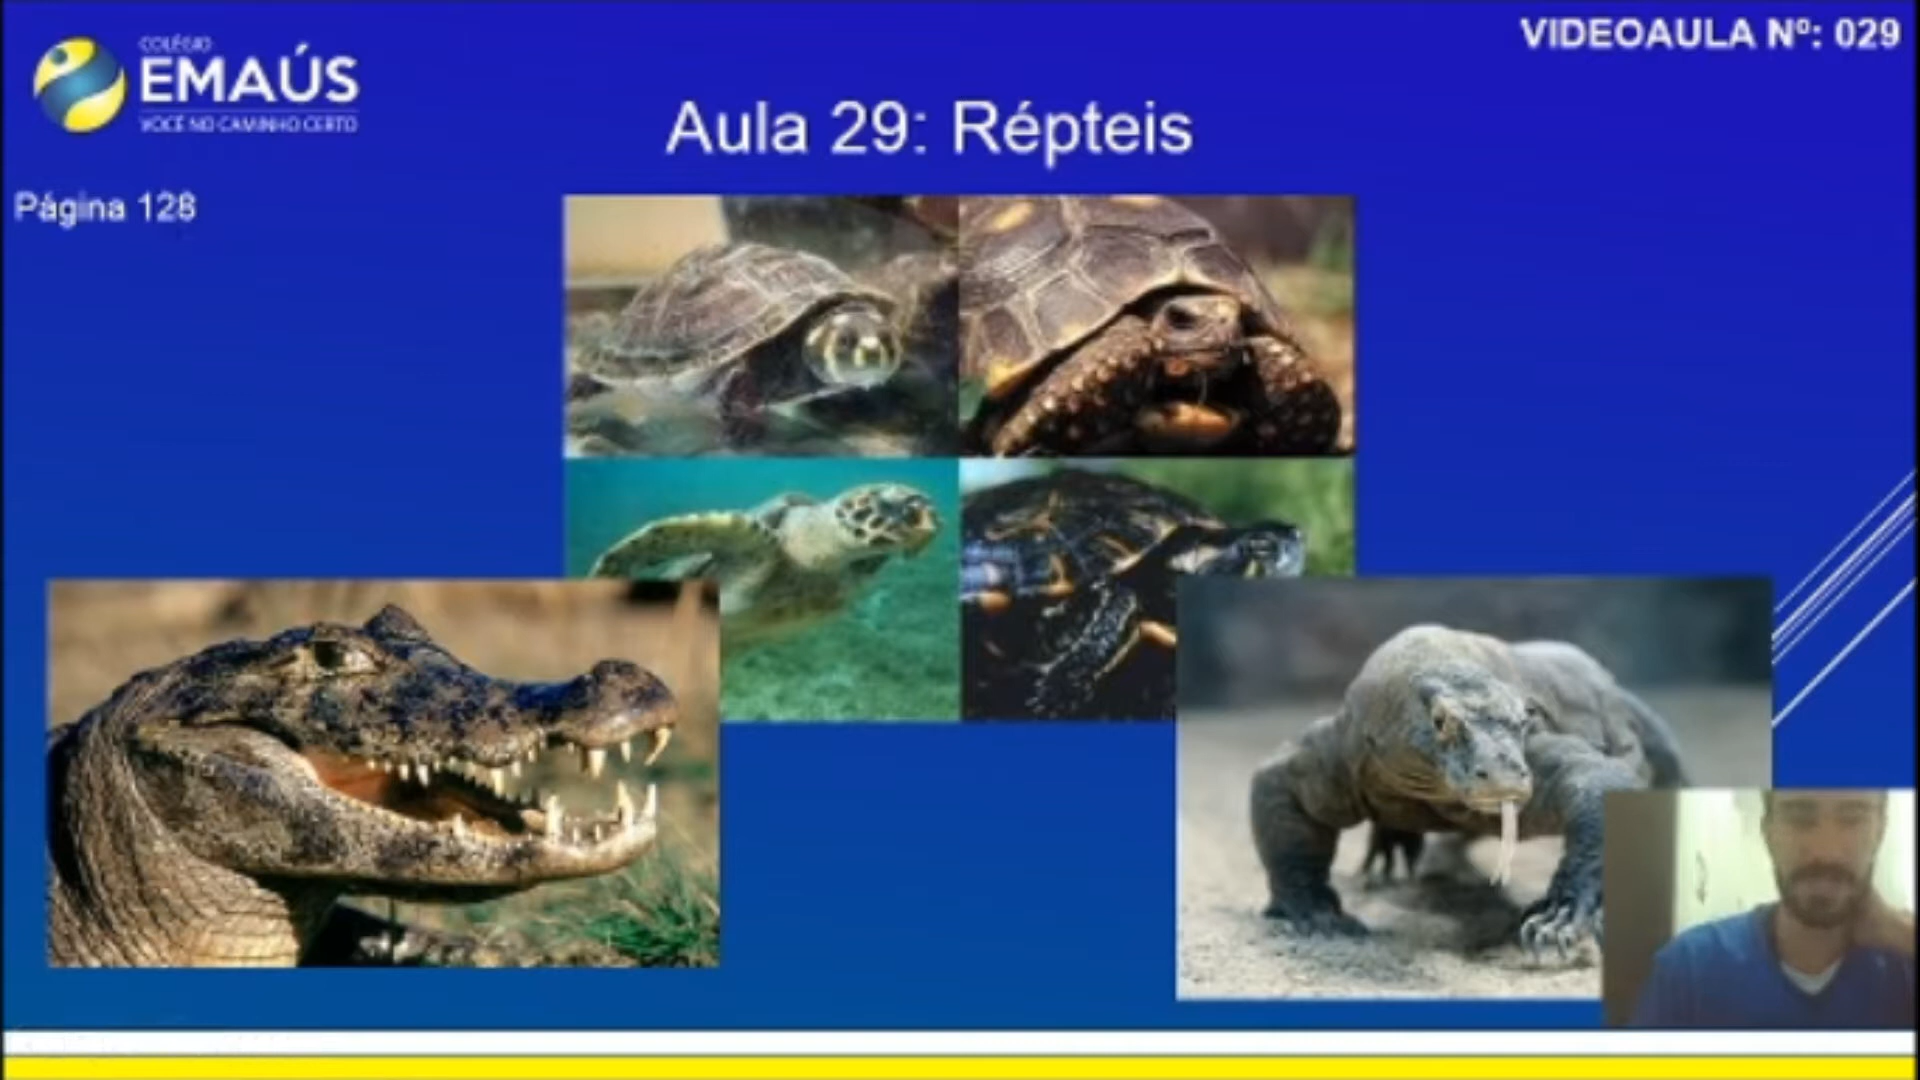 COLÉGIO
EMAÚS
VOCÊ NO CAMINHO CERTO
VIDEOAULA Nº: 029
Aula 29: Répteis
Página 128